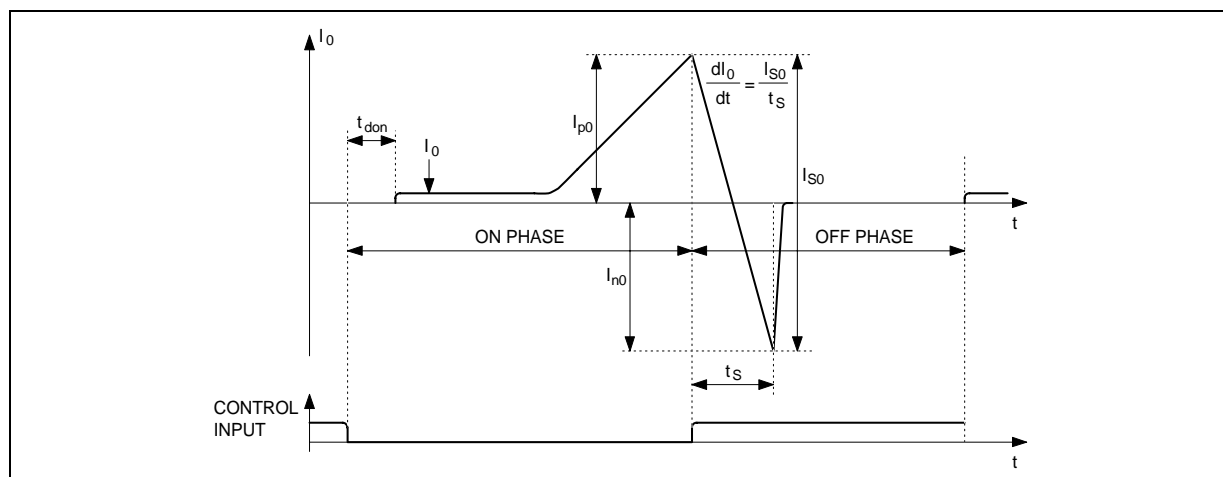 I0
dI0/dt = IS0/tS
tdon
Ip0
I0
IS0
t
ON PHASE
OFF PHASE
In0
tS
CONTROL
INPUT
t